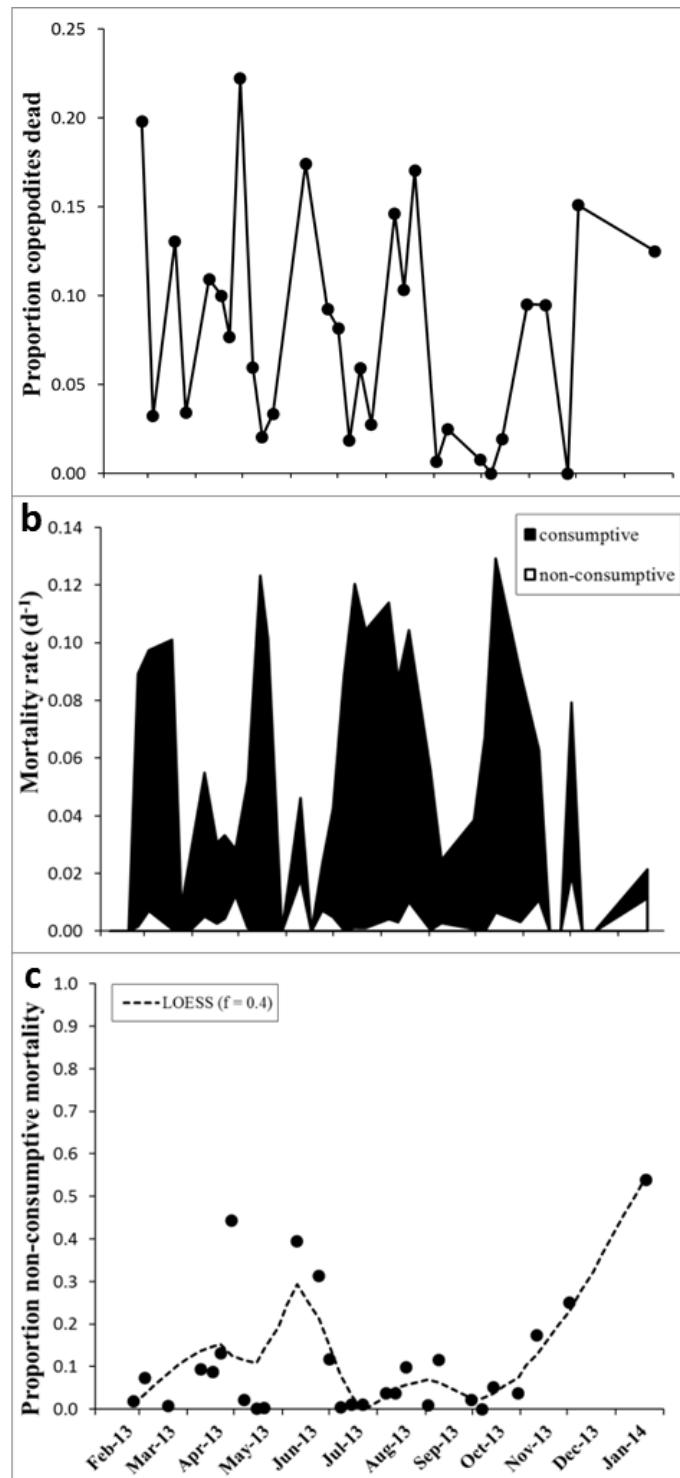 0.25
0.20
0.15
0.10
0.05
0.00
Proportion copepodites dead
b
0.14
0.12
0.10
0.08
0.06
0.04
0.02
0.00
Mortality rate (d-1)
consumptive
non-consumptive
c
1.0
0.9
0.8
0.7
0.6
0.5
0.4
0.3
0.2
0.1
0.0
Proportion non-consumptive mortality
LOESS (f = 0.4)
Feb-13 Mar-13 Apr-13 May-13 Jun-13 Jul-13 Aug-13 Sep-13 Oct-13 Nov-13 Dec-13 Jan-14